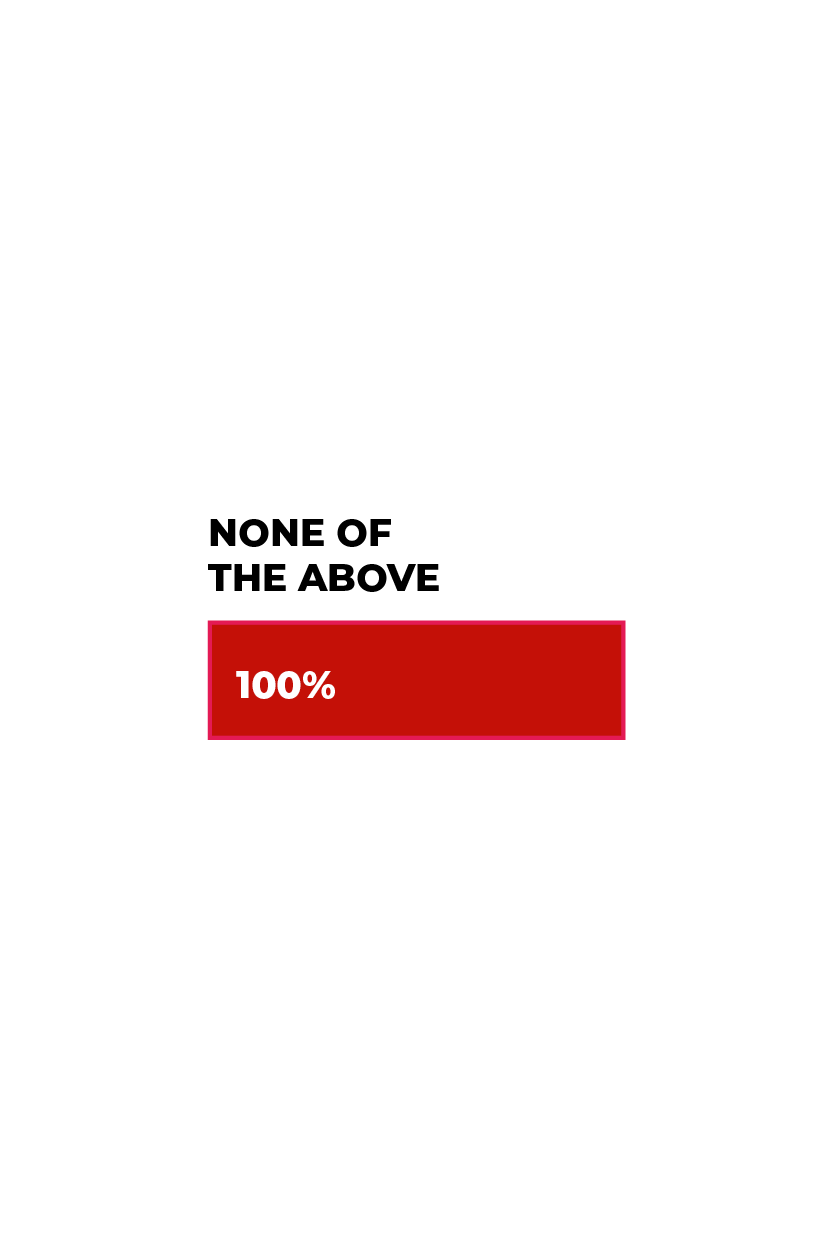 NONE OF
THE ABOVE
100%